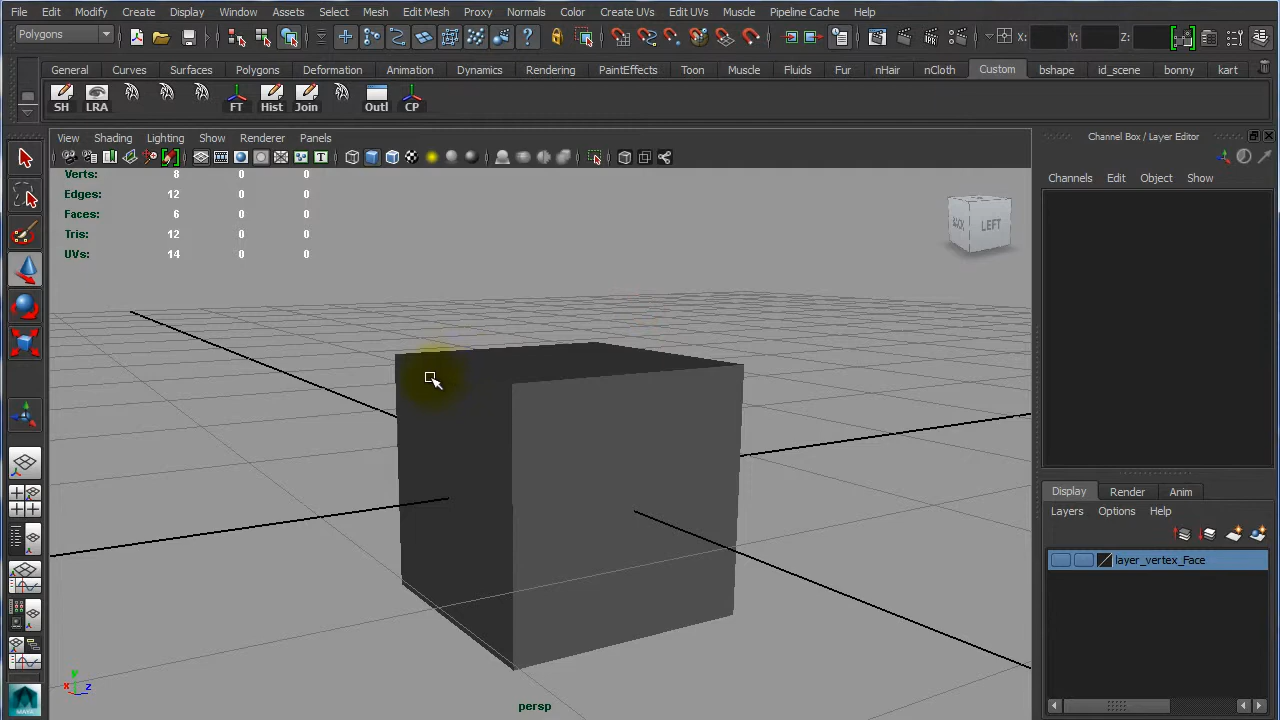 File Edit Modify Create Display Window Assets Select Mesh Edit Mesh Proxy Normals Color Create UVs Edit UVs Muscle Pipeline Cache Help
Polygons X: Y: Z:
General Curves Surfaces Polygons Deformation Animation Dynamics Rendering PaintEffects Toon Muscle Fluids Fur nHair nCloth Custom bshape id_scene bonny kart
SH LRA FT Hist Join Outl CP
View Shading Lighting Show Renderer Panels
Channel Box / Layer Editor
Channels Edit Object Show
Verts: 8 0 0
Edges: 12 0 0
Faces: 6 0 0
Tris: 12 0 0
UVs: 14 0 0
LEFT
Display Render Anim
Layers Options Help
layer_vertex_Face
y
x z
persp